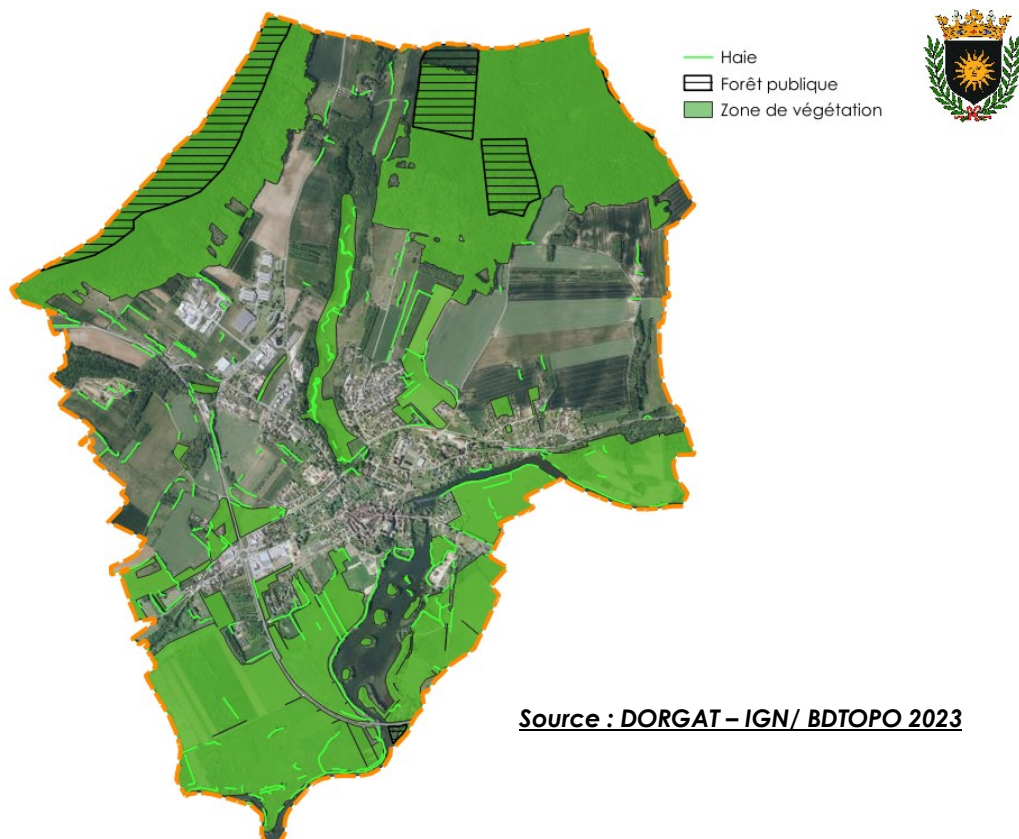 Haie
Forêt publique
Zone de végétation
Source : DORGAT – IGN/ BDTOPO 2023